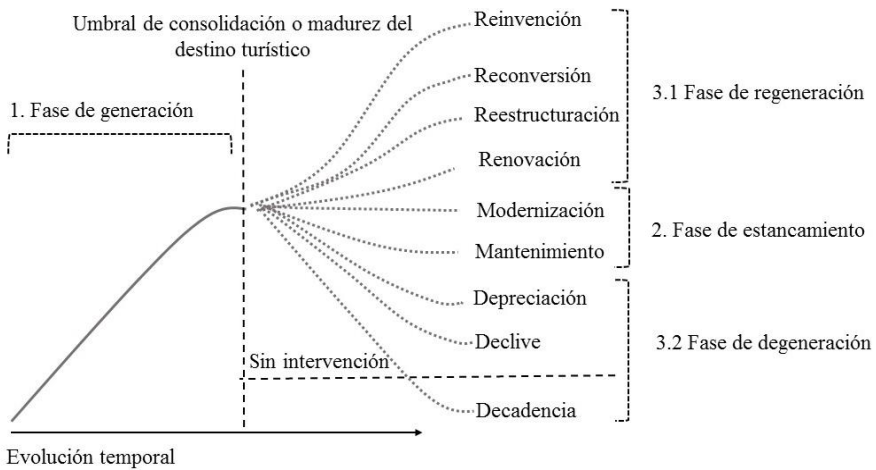 Umbral de consolidación o madurez del
destino turístico
1. Fase de generación
Reinvención
Reconversión
Reestructuración
Renovación
Modernización
Mantenimiento
Depreciación
Declive
Decadencia
3.1 Fase de regeneración
2. Fase de estancamiento
3.2 Fase de degeneración
Sin intervención
Evolución temporal